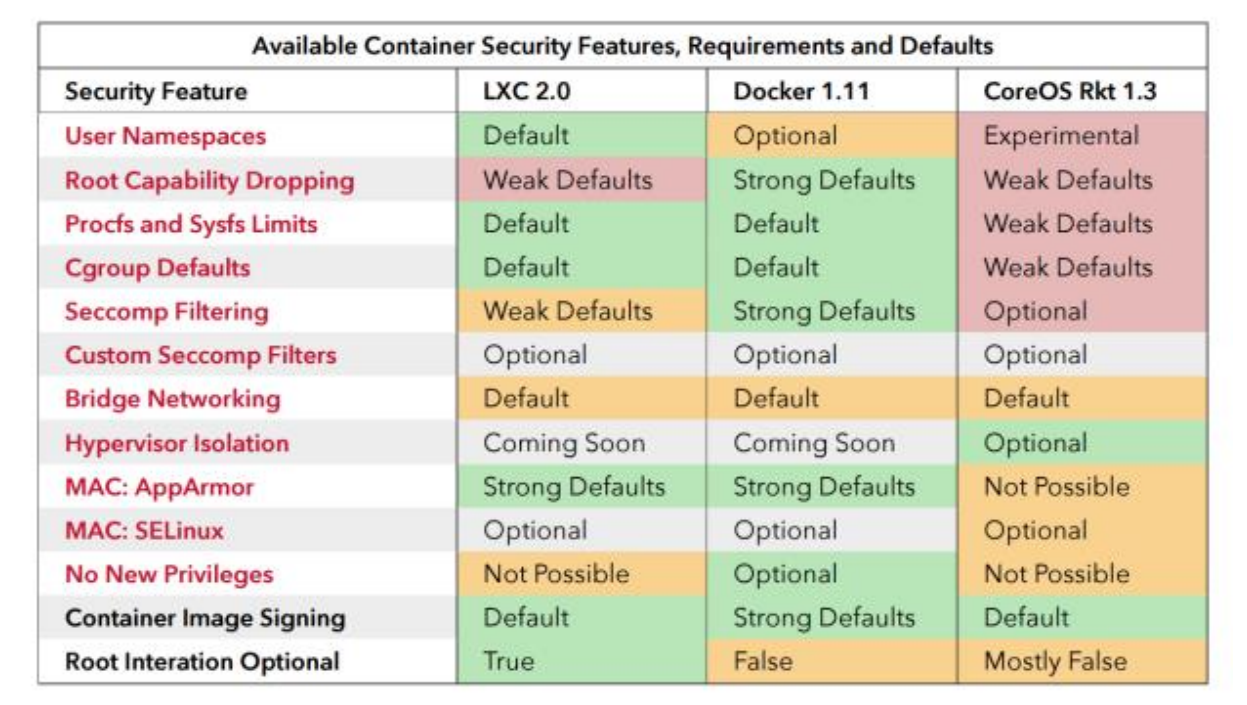 Available Container Security Features, Requirements and Defaults
Security Feature LXC 2.0 Docker 1.11 CoreOS Rkt 1.3
User Namespaces Default Optional Experimental
Root Capability Dropping Weak Defaults Strong Defaults Weak Defaults
Procfs and Sysfs Limits Default Default Weak Defaults
Cgroup Defaults Default Default Weak Defaults
Seccomp Filtering Weak Defaults Strong Defaults Optional
Custom Seccomp Filters Optional Optional Optional
Bridge Networking Default Default Default
Hypervisor Isolation Coming Soon Coming Soon Optional
MAC: AppArmor Strong Defaults Strong Defaults Not Possible
MAC: SELinux Optional Optional Optional
No New Privileges Not Possible Optional Not Possible
Container Image Signing Default Strong Defaults Default
Root Interation Optional True False Mostly False